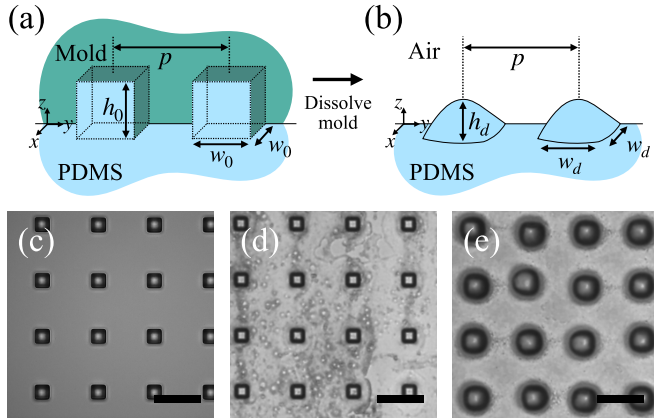 (a)
Mold
p
h0
z
y
x
w0
w0
PDMS
Dissolve
mold
(b)
Air
p
z
y
x
hd
wd
wd
PDMS
(c)
(d)
(e)